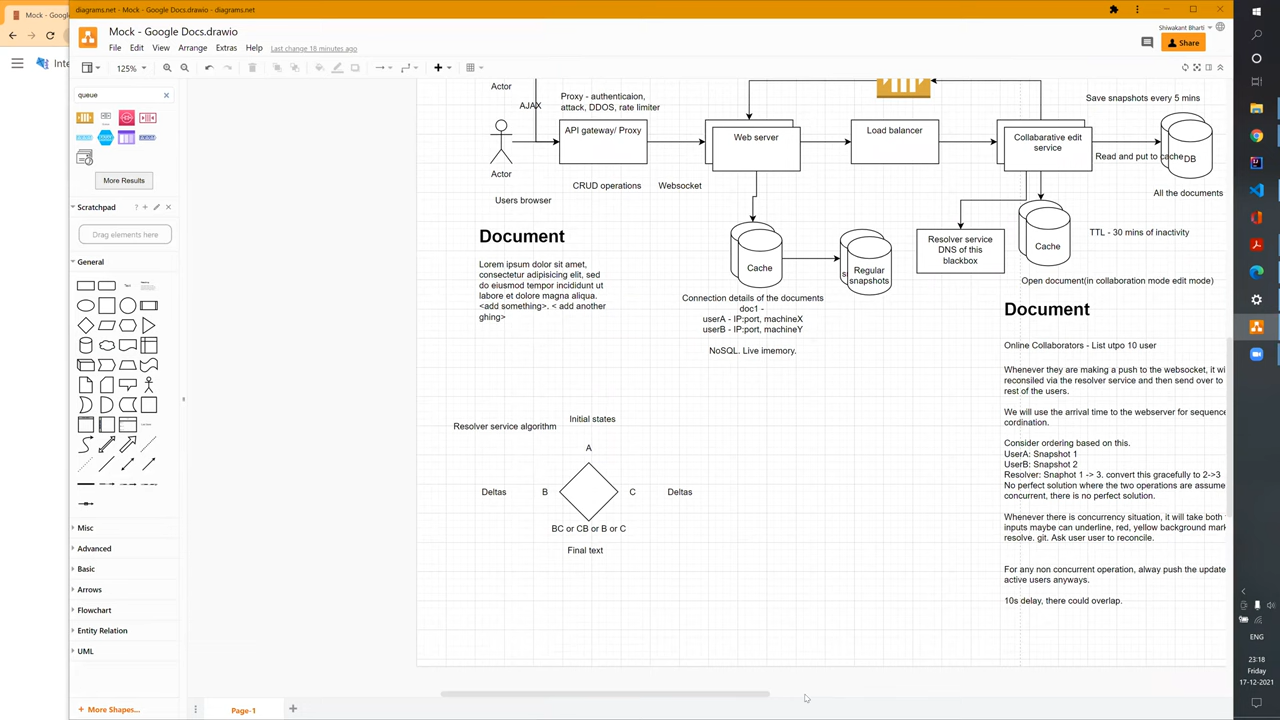 diagrams.net - Mock - Google Docs.drawio - diagrams.net
Mock - Goog
Inte
Mock - Google Docs.drawio
Shiwakant Bharti
File Edit View Arrange Extras Help Last change 18 minutes ago
Share
125%
queue
More Results
Scratchpad
Drag elements here
General
Misc
Advanced
Basic
Arrows
Flowchart
Entity Relation
UML
+ More Shapes...
Page-1
Actor
AJAX
Proxy - authenticaion,
attack, DDOS, rate limiter
Save snapshots every 5 mins
API gateway/ Proxy
Web server
Load balancer
Collabarative edit
service
Read and put to cache
DB
Actor
CRUD operations
Websocket
All the documents
Users browser
Document
Lorem ipsum dolor sit amet,
consectetur adipisicing elit, sed
do eiusmod tempor incididunt ut
labore et dolore magna aliqua.
<add something>. < add another
ghing>
Cache
s
Regular
snapshots
Resolver service
DNS of this
blackbox
Cache
TTL - 30 mins of inactivity
Connection details of the documents
doc1 -
userA - IP:port, machineX
userB - IP:port, machineY
NoSQL. Live imemory.
Open document(in collaboration mode edit mode)
Document
Online Collaborators - List utpo 10 user
Whenever they are making a push to the websocket, it wi
reconsiled via the resolver service and then send over to
rest of the users.
We will use the arrival time to the webserver for sequence
cordination.
Consider ordering based on this.
UserA: Snapshot 1
UserB: Snapshot 2
Resolver: Snaphot 1 -> 3. convert this gracefully to 2->3
No perfect solution where the two operations are assume
concurrent, there is no perfect solution.
Whenever there is concurrency situation, it will take both
inputs maybe can underline, red, yellow background mark
resolve. git. Ask user user to reconcile.
For any non concurrent operation, alway push the update
active users anyways.
10s delay, there could overlap.
Resolver service algorithm
Initial states
A
Deltas
B
C
Deltas
BC or CB or B or C
Final text
ENG
23:18
Friday
17-12-2021